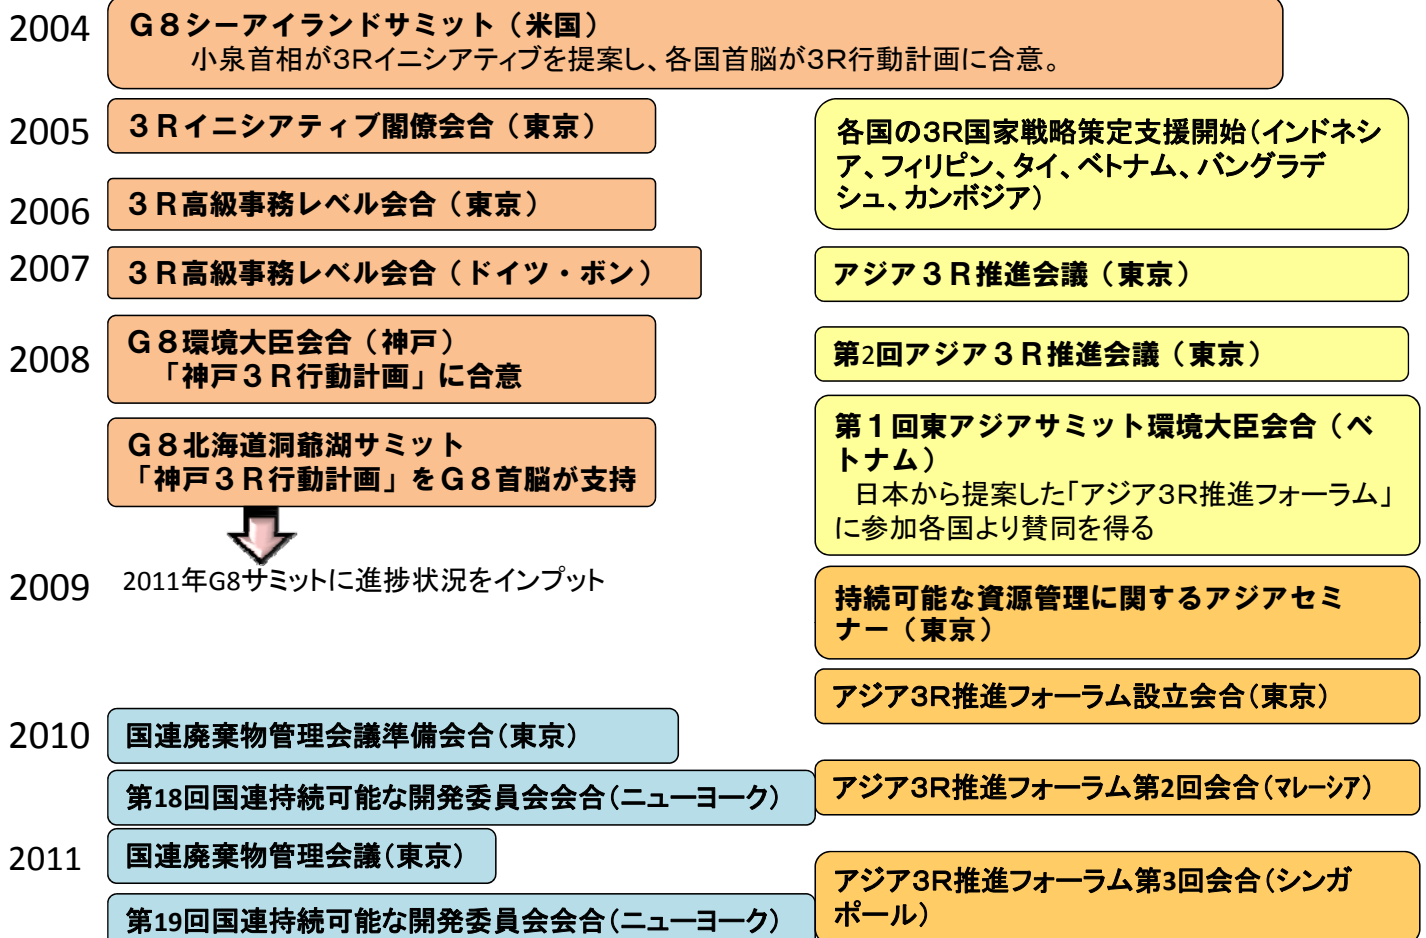 2004
G8シーアイランドサミット（米国）
小泉首相が3Rイニシアティブを提案し、各国首脳が3R行動計画に合意。
2005
3Rイニシアティブ閣僚会合（東京）
各国の3R国家戦略策定支援開始（インドネシ
ア、フィリピン、タイ、ベトナム、バングラデ
シュ、カンボジア）
2006
3R高級事務レベル会合（東京）
2007
3R高級事務レベル会合（ドイツ・ボン）
アジア3R推進会議（東京）
2008
G8環境大臣会合（神戸）
「神戸3R行動計画」に合意
第2回アジア3R推進会議（東京）
G8北海道洞爺湖サミット
「神戸3R行動計画」をG8首脳が支持
第1回東アジアサミット環境大臣会合（ベ
トナム）
日本から提案した「アジア3R推進フォーラム」
に参加各国より賛同を得る
2009
2011年G8サミットに進捗状況をインプット
持続可能な資源管理に関するアジアセミ
ナー（東京）
アジア3R推進フォーラム設立会合（東京）
2010
国連廃棄物管理会議準備会合（東京）
第18回国連持続可能な開発委員会会合（ニューヨーク）
アジア3R推進フォーラム第2回会合（マレーシア）
2011
国連廃棄物管理会議（東京）
アジア3R推進フォーラム第3回会合（シンガ
ポール）
第19回国連持続可能な開発委員会会合（ニューヨーク）